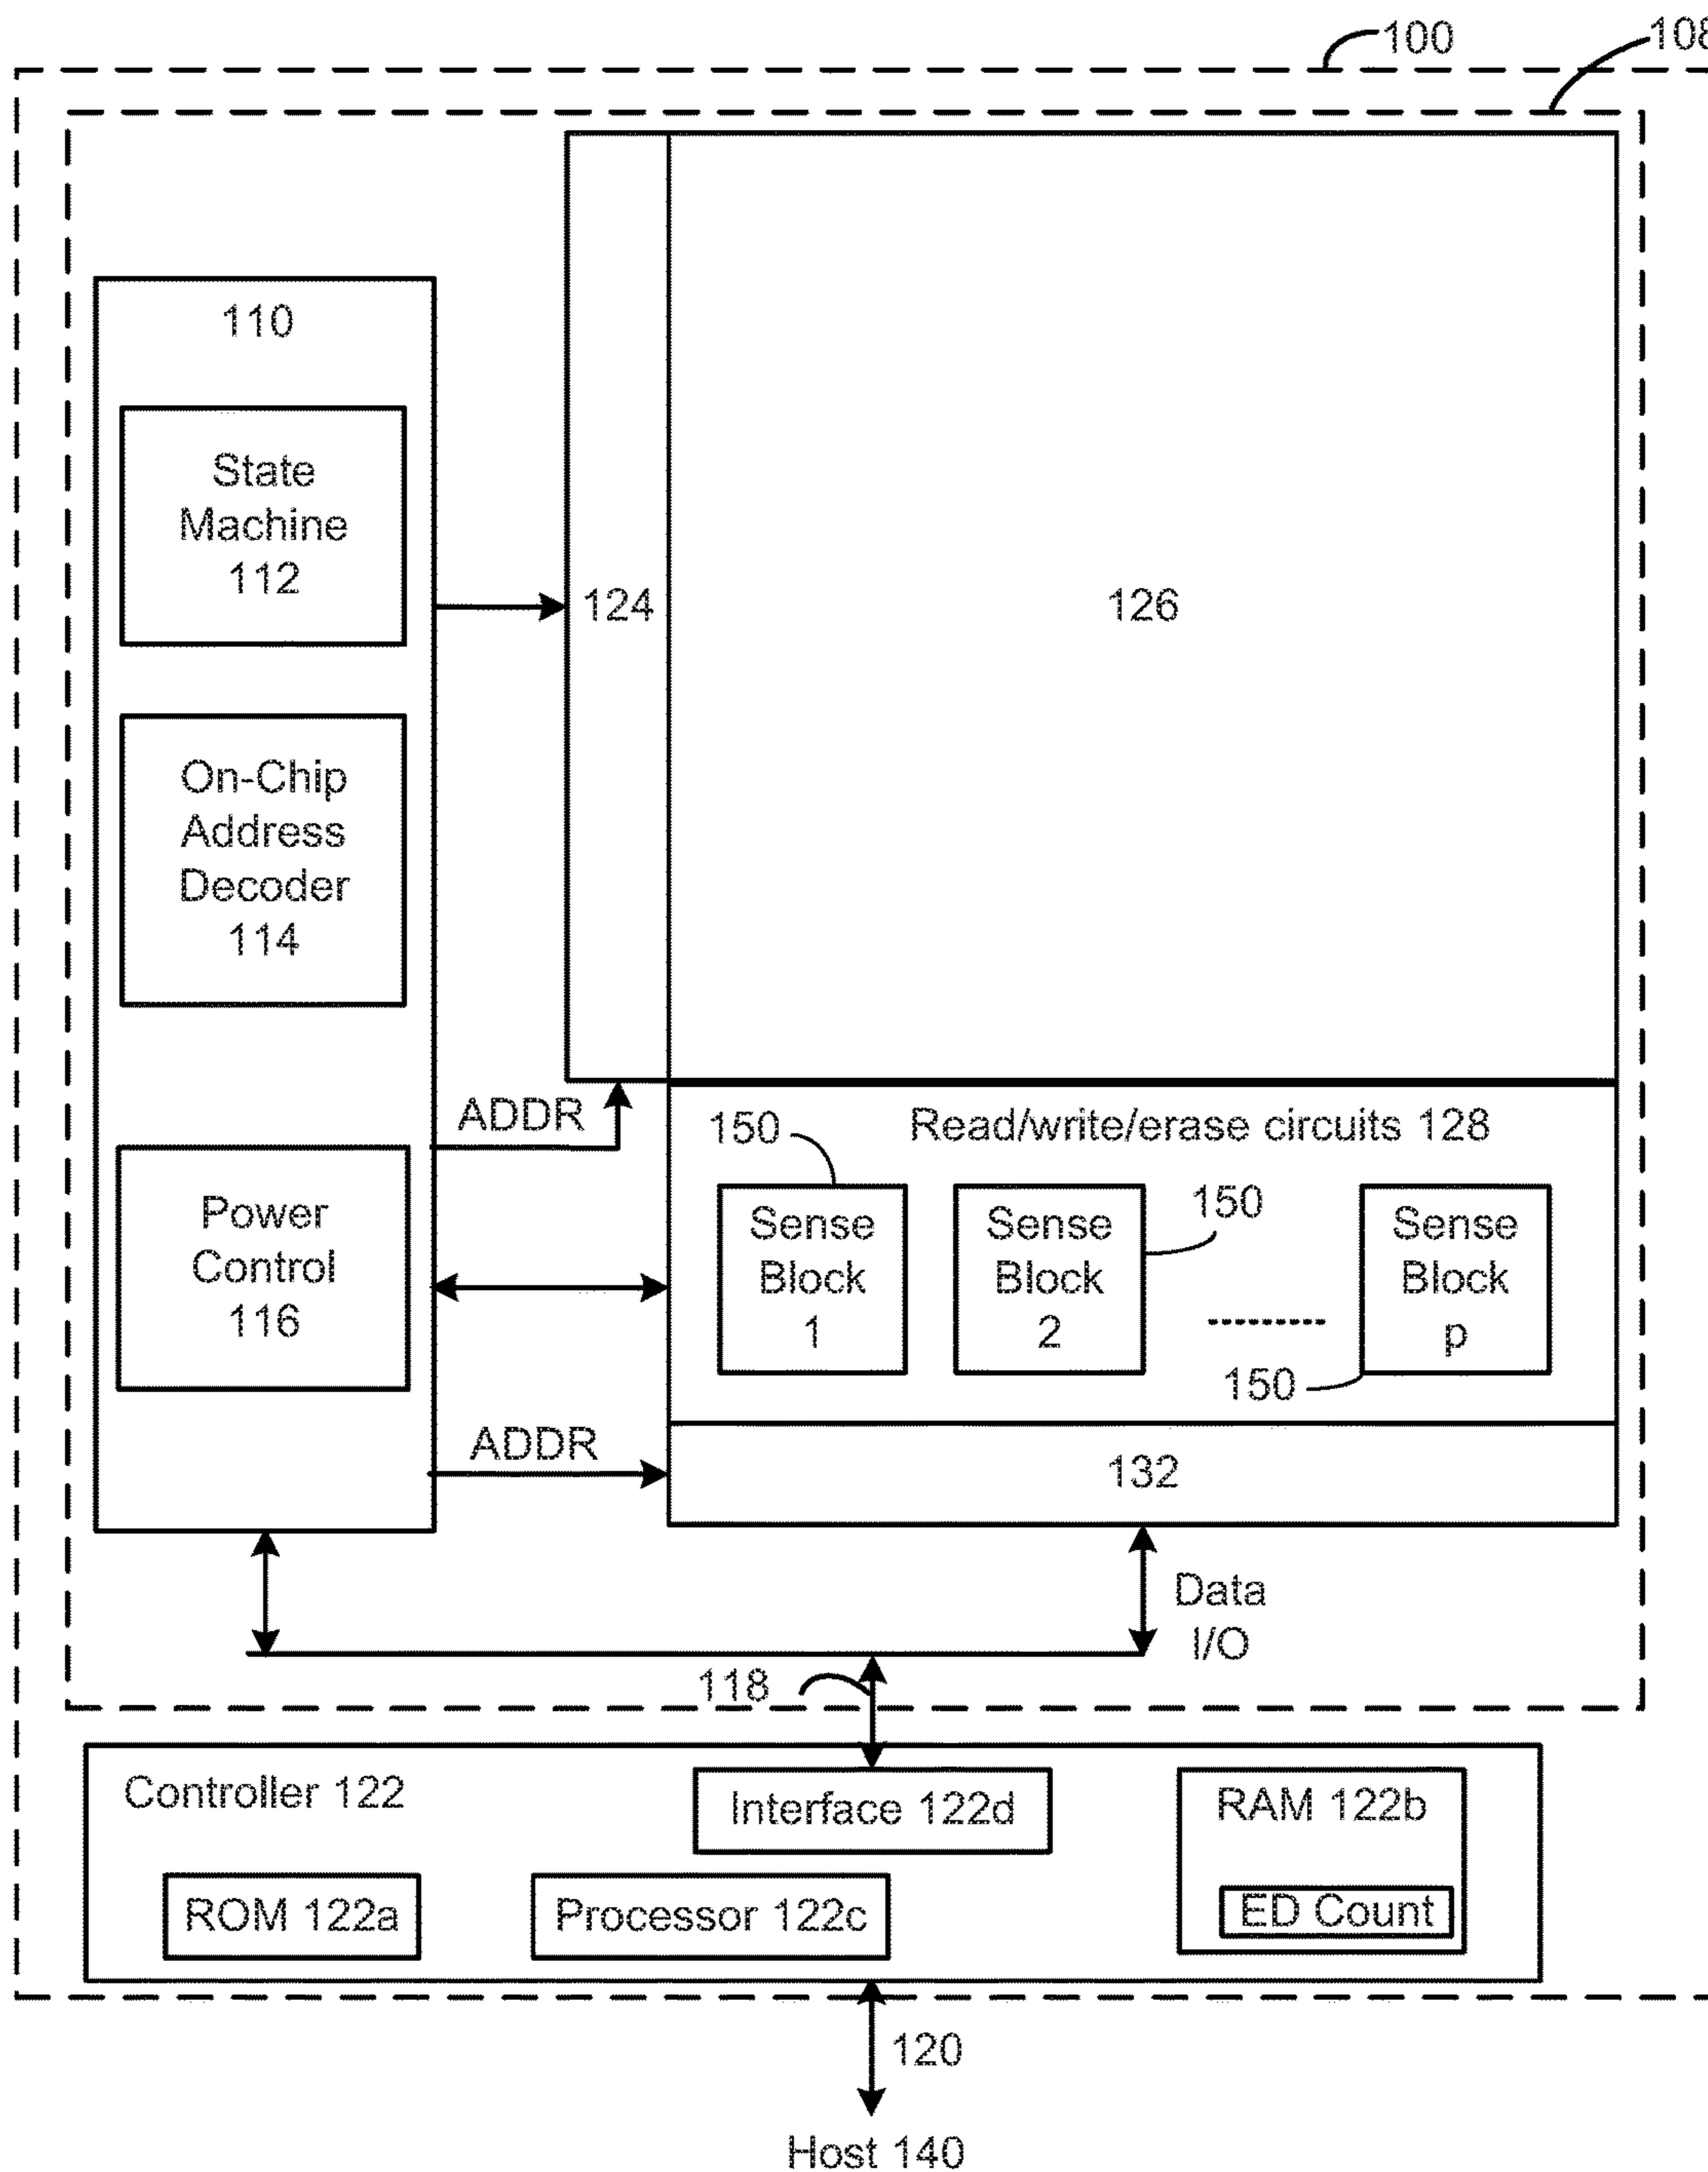 100
108
110
State
Machine
112
124
126
On-Chip
Address
Decoder
114
ADDR
150
Read/write/erase circuits 128
Power
Control
116
Sense
Block
1
Sense
Block
2
150
Sense
Block
p
150
ADDR
132
Data
I/O
118
Controller 122
Interface 122d
RAM 122b
ROM 122a
Processor 122c
ED Count
120
Host 140